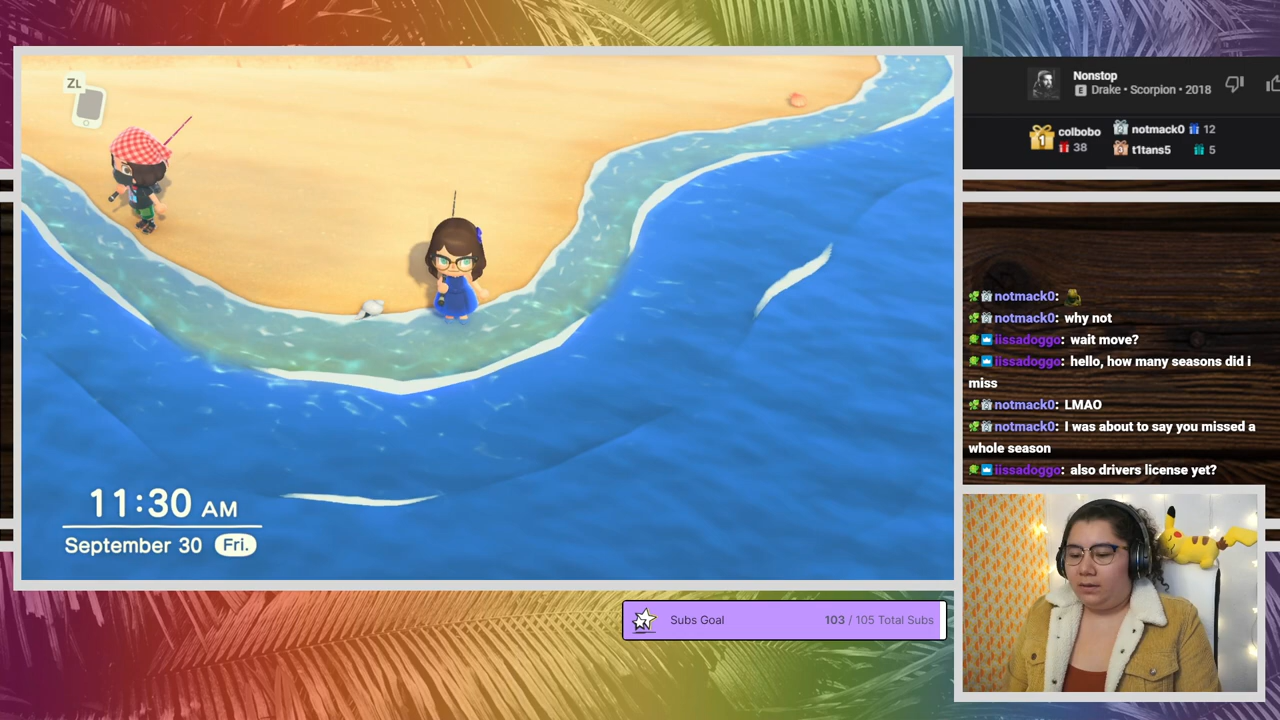 ZL
11:30 AM
September 30 Fri.
Nonstop
E Drake • Scorpion • 2018
1 colbobo
38
notmack0 12
t1tans5 5
notmack0:
notmack0: why not
iissadoggo: wait move?
iissadoggo: hello, how many seasons did i
miss
notmack0: LMAO
notmack0: I was about to say you missed a
whole season
iissadoggo: also drivers license yet?
Subs Goal 103 / 105 Total Subs